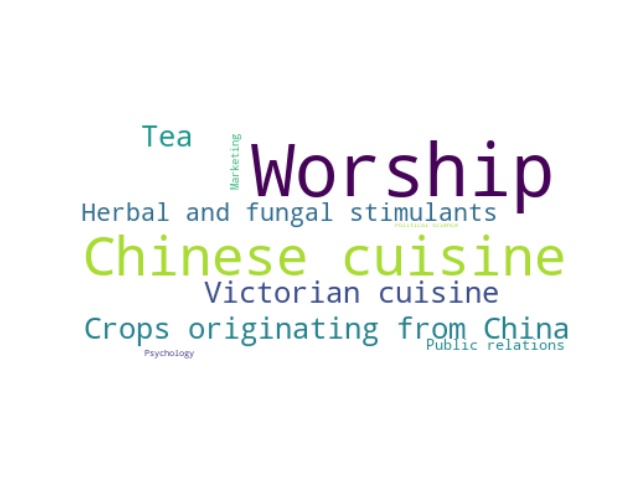 Tea
Marketing
Worship
Herbal and fungal stimulants
Political science
Chinese cuisine
Victorian cuisine
Crops originating from China
Public relations
Psychology